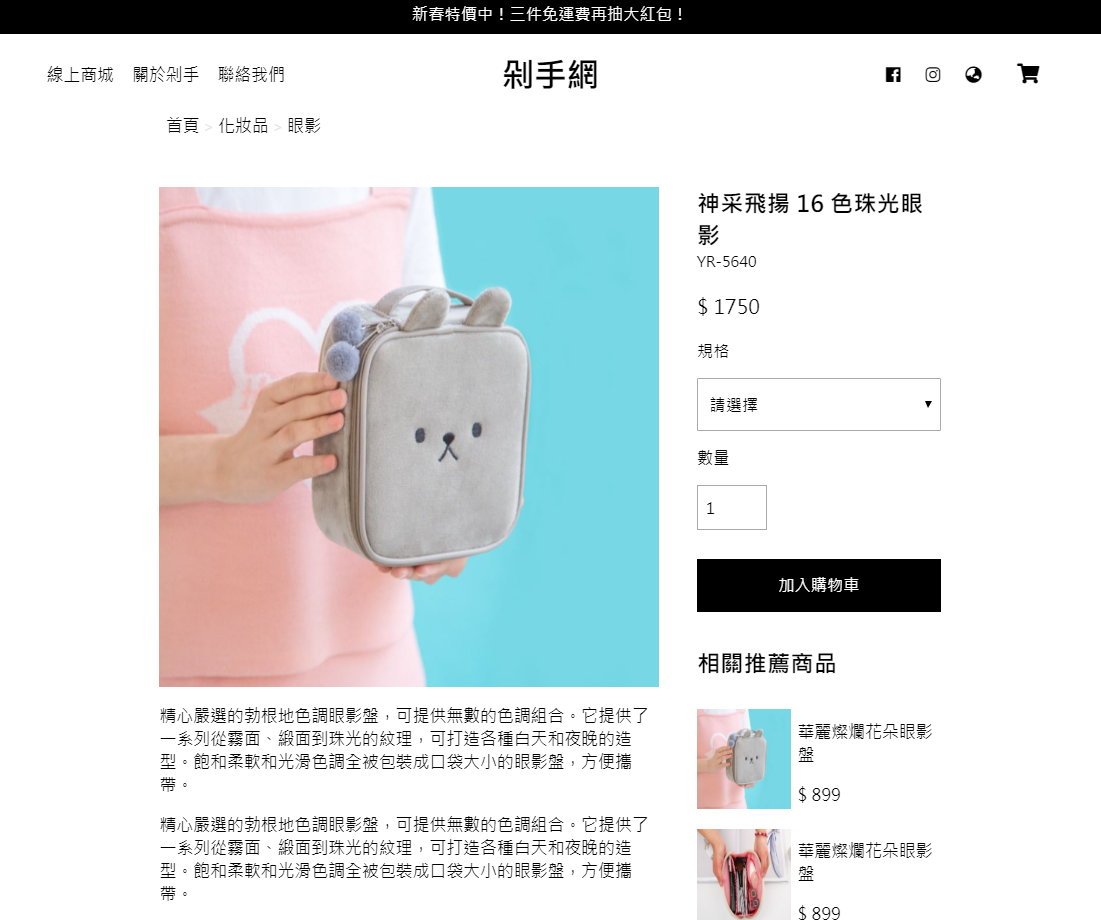 新春特價中！三件免運費再抽大紅包！
線上商城 關於剁手 聯絡我們
剁手網
首頁 > 化妝品 > 眼影
神采飛揚 16 色珠光眼
影
YR-5640
$ 1750
規格
請選擇
數量
1
加入購物車
相關推薦商品
華麗燦爛花朵眼影
盤
$ 899
華麗燦爛花朵眼影
盤
$ 899
精心嚴選的勃根地色調眼影盤，可提供無數的色調組合。它提供了
一系列從霧面、緞面到珠光的紋理，可打造各種白天和夜晚的造
型。飽和柔軟和光滑色調全被包裝成口袋大小的眼影盤，方便攜
帶。
精心嚴選的勃根地色調眼影盤，可提供無數的色調組合。它提供了
一系列從霧面、緞面到珠光的紋理，可打造各種白天和夜晚的造
型。飽和柔軟和光滑色調全被包裝成口袋大小的眼影盤，方便攜
帶。